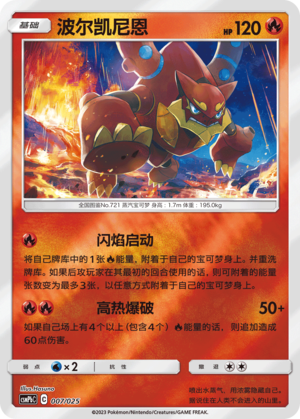 基础 波尔凯尼恩 HP 120
全国图鉴No.721 蒸汽宝可梦 身高：1.7m 体重：195.0kg
闪焰启动
将自己牌库中的1张能量，附着于自己的宝可梦身上。并重洗
牌库。如果后攻玩家在其最初的回合使用的话，则可附着的能量
张数变为最多3张，以任意方式附着于自己的宝可梦身上。
高热爆破 50+
如果自己场上有4个以上（包含4个）能量的话，则追加造成
60点伤害。
弱点 ×2 抗性 撤退
Illus.Hasuno
C 007/025
喷出水蒸气，用浓雾隐藏自己。
©2023 Pokémon/Nintendo/Creatures/GAME FREAK.